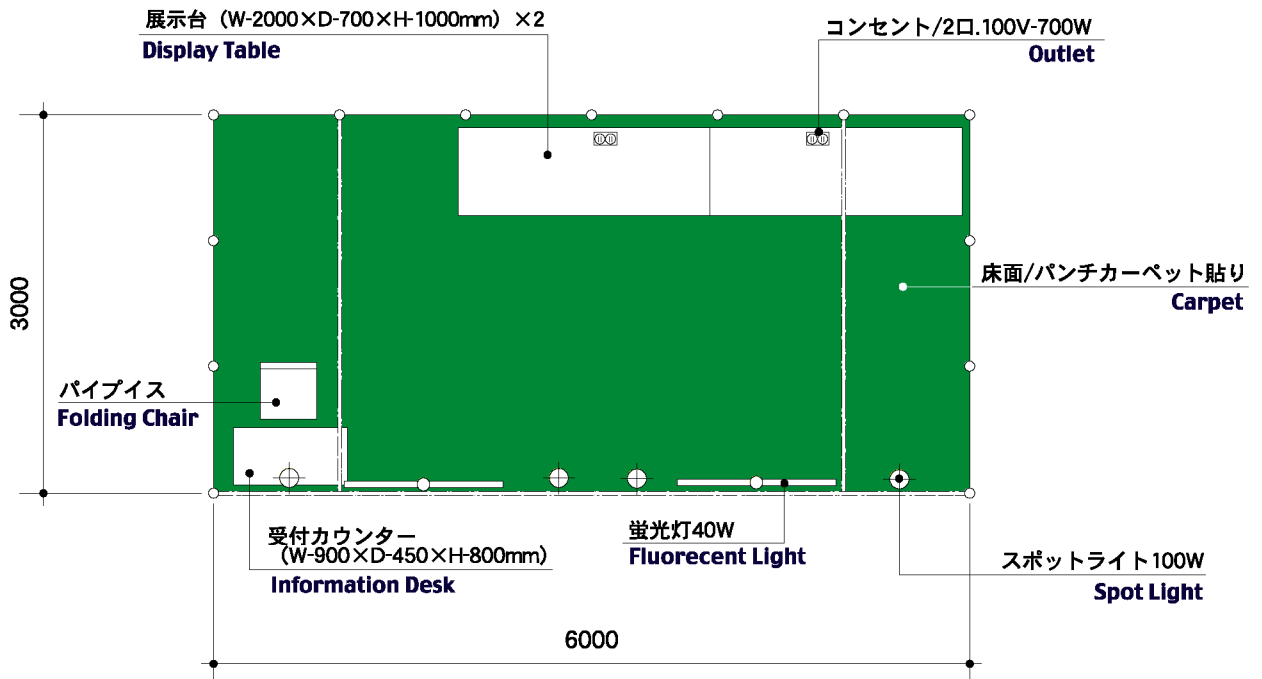 展示台（W-2000×D-700×H-1000mm）×2
Display Table
コンセント/2口.100V-700W
Outlet
3000
床面/パンチカーペット貼り
Carpet
パイプイス
Folding Chair
受付カウンター
（W-900×D-450×H-800mm）
Information Desk
蛍光灯40W
Fluorecent Light
スポットライト100W
Spot Light
6000